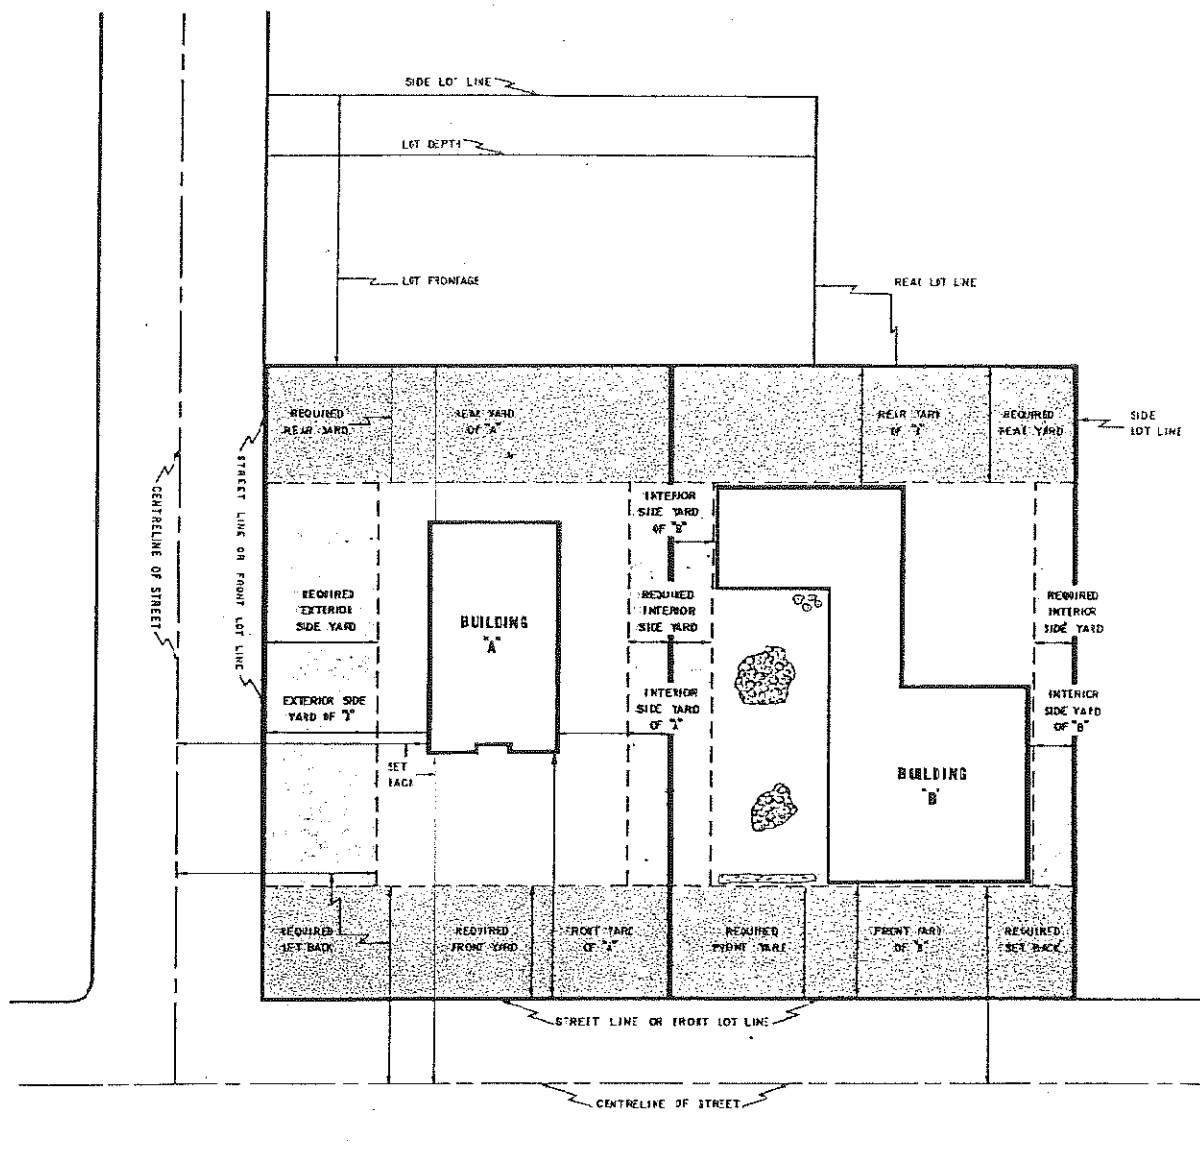 SIDE LOT LINE
LOT DEPTH
LOT FRONTAGE
REAR LOT LINE
REQUIRED
REAR YARD
REAR YARD
OF "A"
REAR YARD
OF
REQUIRED
REAR YARD
SIDE
LOT LINE
CENTRELINE OF STREET
STREET LINE OR FRONT LOT LINE
INTERIOR
SIDE YARD
OF "B"
REQUIRED
EXTERIOR
SIDE YARD
BUILDING
"A"
REQUIRED
INTERIOR
SIDE YARD
REQUIRED
INTERIOR
SIDE YARD
EXTERIOR SIDE
YARD OF
INTERIOR
SIDE YARD
OF "A"
INTERIOR
SIDE YARD
OF "B"
SET
BACK
BUILDING
"B"
REQUIRED
SET BACK
REQUIRED
FRONT YARD
FRONT YARD
OF "A"
REQUIRED
FRONT YARD
FRONT YARD
OF "B"
REQUIRED
SET BACK
STREET LINE OR FRONT LOT LINE
CENTRELINE OF STREET